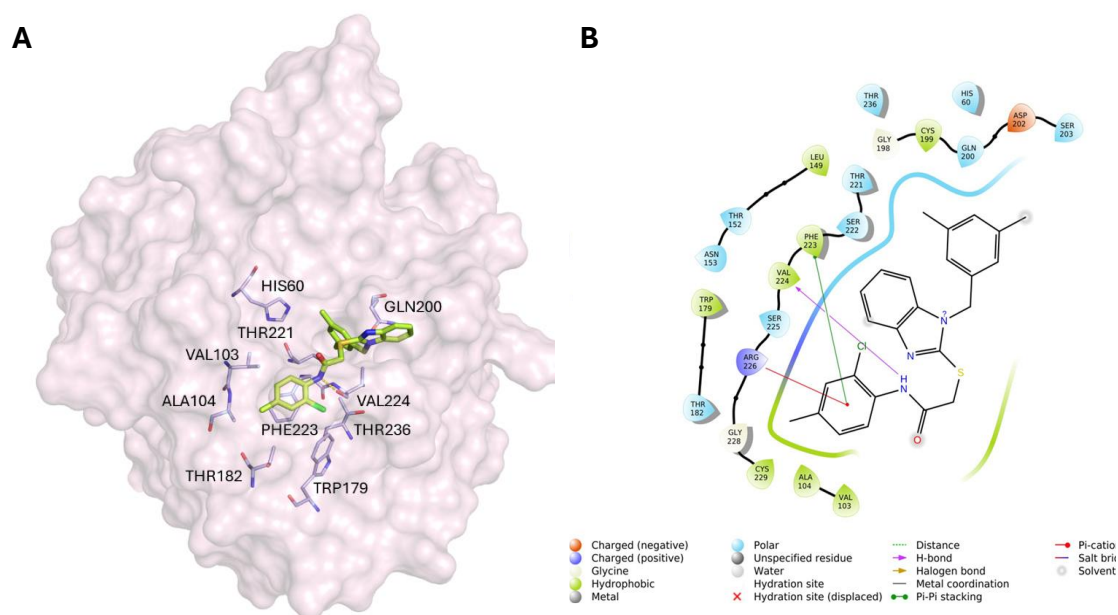 A
HIS60
GLN200
THR221
VAL103
ALA104
VAL224
PHE223
THR236
THR182
TRP179
B
THR
236
HIS
60
ASP
202
SER
203
GLY
198
CYS
199
GLN
200
LEU
149
THR
221
THR
152
SER
222
PHE
223
ASN
153
VAL
224
TRP
179
SER
225
ARG
226
THR
182
GLY
228
CYS
229
ALA
104
VAL
103
N
?
N
S
Cl
H
N
O
Charged (negative)
Charged (positive)
Glycine
Hydrophobic
Metal
Polar
Unspecified residue
Water
Hydration site
Hydration site (displaced)
Distance
H-bond
Halogen bond
Metal coordination
Pi-Pi stacking
Pi-cation
Salt brid
Solvent